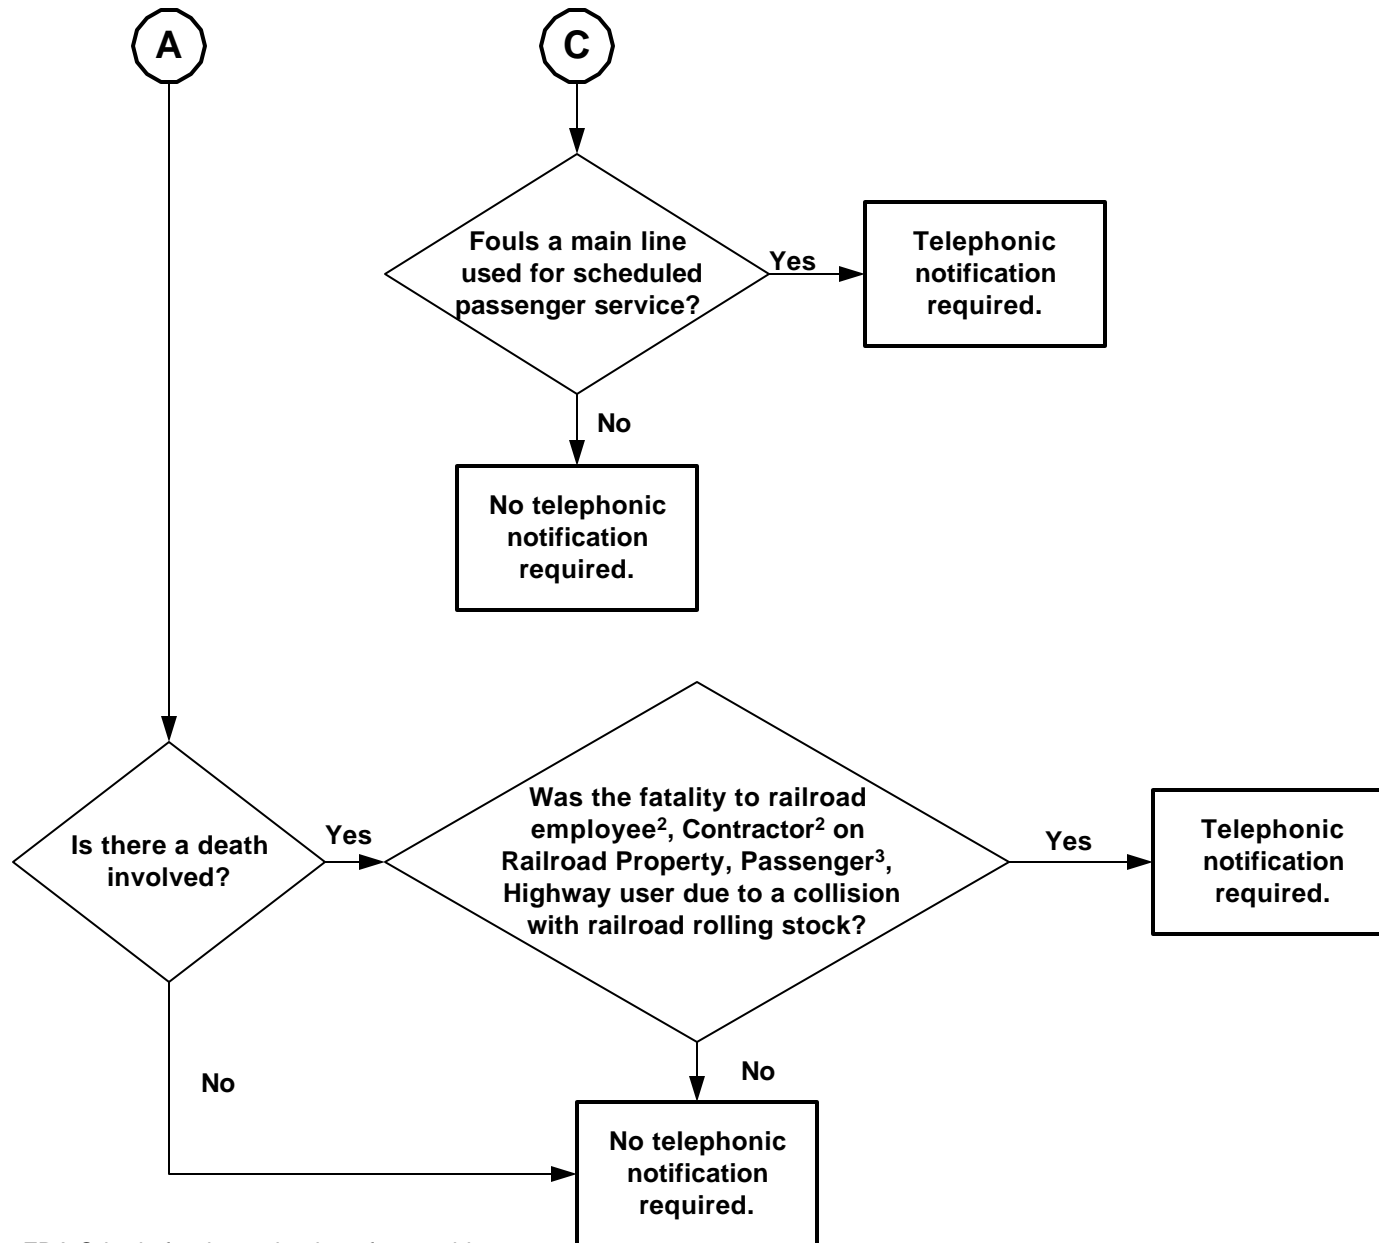 A
C
Fouls a main line
used for scheduled
passenger service?
Yes
Telephonic
notification
required.
No
No telephonic
notification
required.
Is there a death
involved?
Yes
Was the fatality to railroad
employee², Contractor² on
Railroad Property, Passenger³,
Highway user due to a collision
with railroad rolling stock?
Yes
Telephonic
notification
required.
No
No
No telephonic
notification
required.